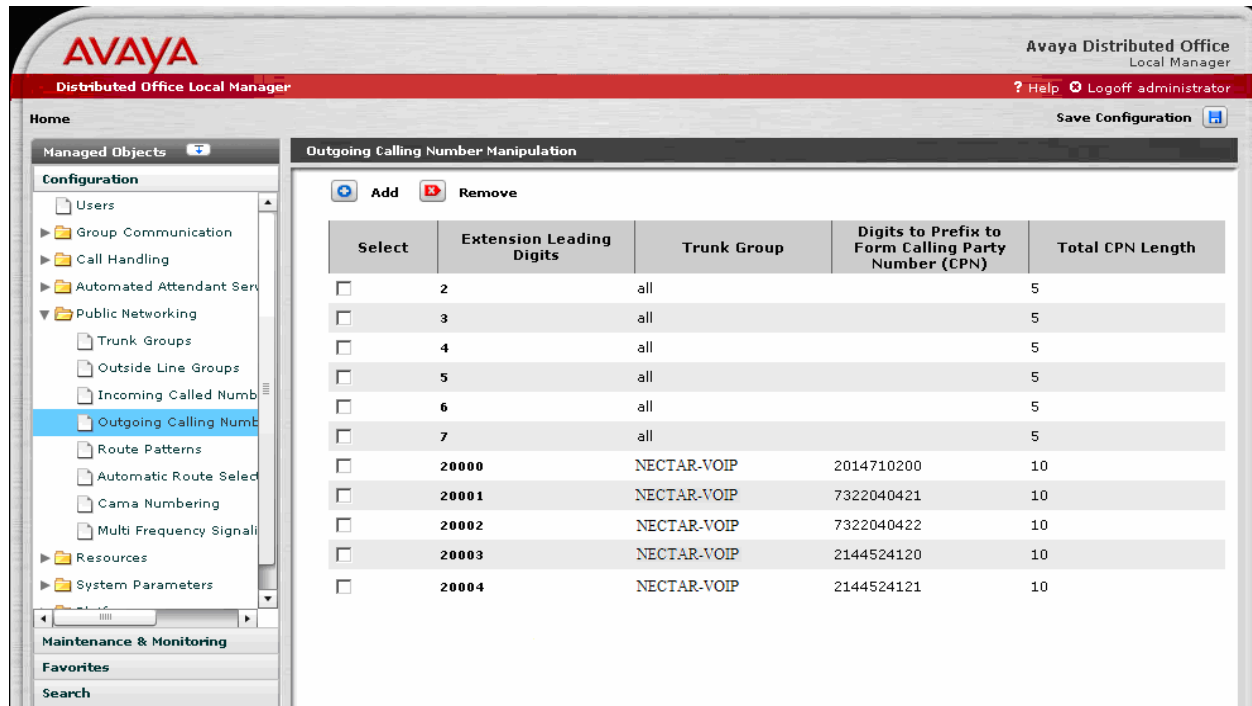 AVAYA
Avaya Distributed Office
Local Manager
Distributed Office Local Manager
? Help Logoff administrator
Home
Save Configuration
Managed Objects
Configuration
Users
Group Communication
Call Handling
Automated Attendant Serv
Public Networking
Trunk Groups
Outside Line Groups
Incoming Called Numb
Outgoing Calling Numb
Route Patterns
Automatic Route Select
Cama Numbering
Multi Frequency Signali
Resources
System Parameters
Maintenance & Monitoring
Favorites
Search
Outgoing Calling Number Manipulation
Add Remove
Select Extension Leading Digits Trunk Group Digits to Prefix to Form Calling Party Number (CPN) Total CPN Length
2 all 5
3 all 5
4 all 5
5 all 5
6 all 5
7 all 5
20000 NECTAR-VOIP 2014710200 10
20001 NECTAR-VOIP 7322040421 10
20002 NECTAR-VOIP 7322040422 10
20003 NECTAR-VOIP 2144524120 10
20004 NECTAR-VOIP 2144524121 10